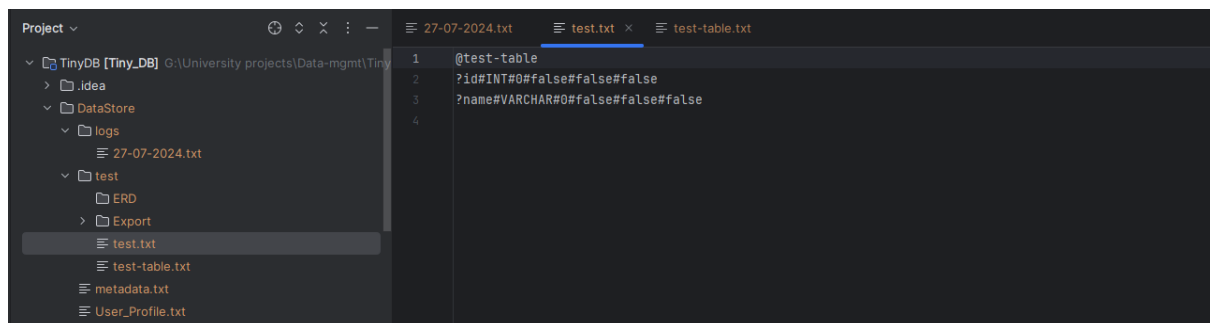 Project
TinyDB [Tiny_DB] G:\University projects\Data-mgmt\Tiny
.idea
DataStore
logs
27-07-2024.txt
test
ERD
Export
test.txt
test-table.txt
metadata.txt
User_Profile.txt
27-07-2024.txt test.txt test-table.txt
1 @test-table
2 ?id#INT#0#false#false#false
3 ?name#VARCHAR#0#false#false#false
4